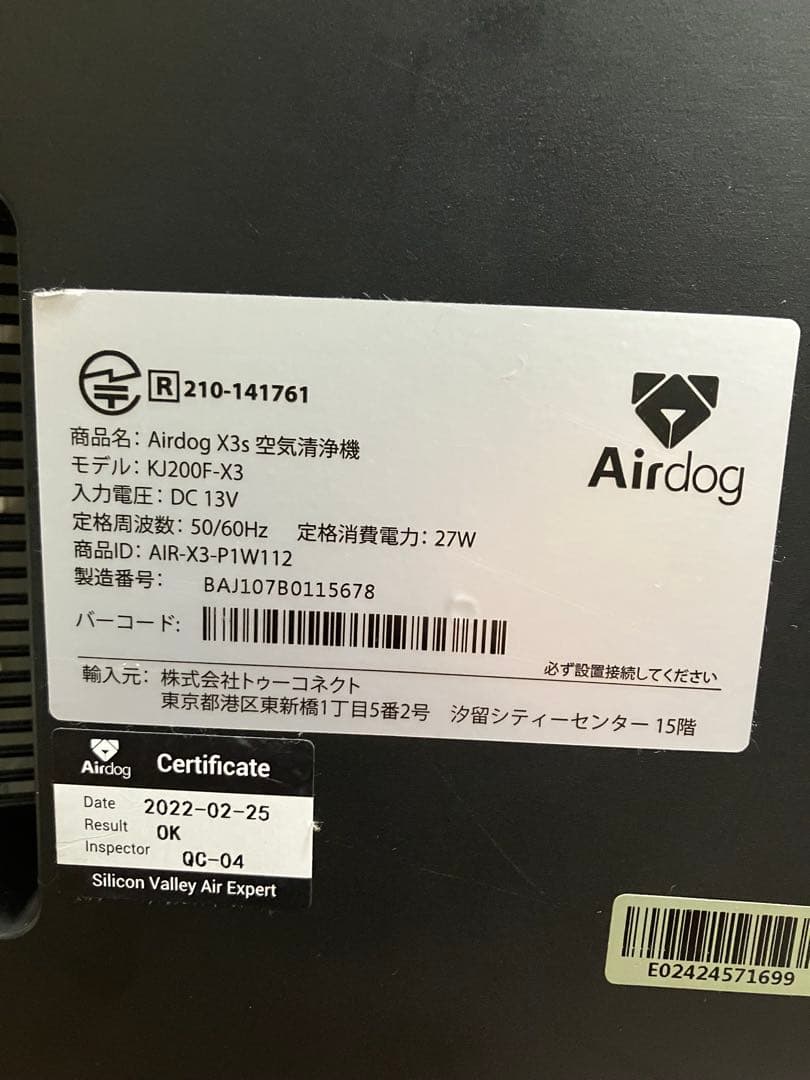 R 210-141761
商品名: Airdog X3s 空気清浄機
モデル: KJ200F-X3
入力電圧: DC 13V
定格周波数: 50/60Hz 定格消費電力: 27W
商品ID: AIR-X3-P1W112
製造番号: BAJ107B0115678
バーコード:
Airdog
必ず設置接続してください
輸入元: 株式会社トゥーコネクト
東京都港区東新橋1丁目5番2号 汐留シティーセンター 15階
Airdog Certificate
Date 2022-02-25
Result OK
Inspector QC-04
Silicon Valley Air Expert
E02424571699